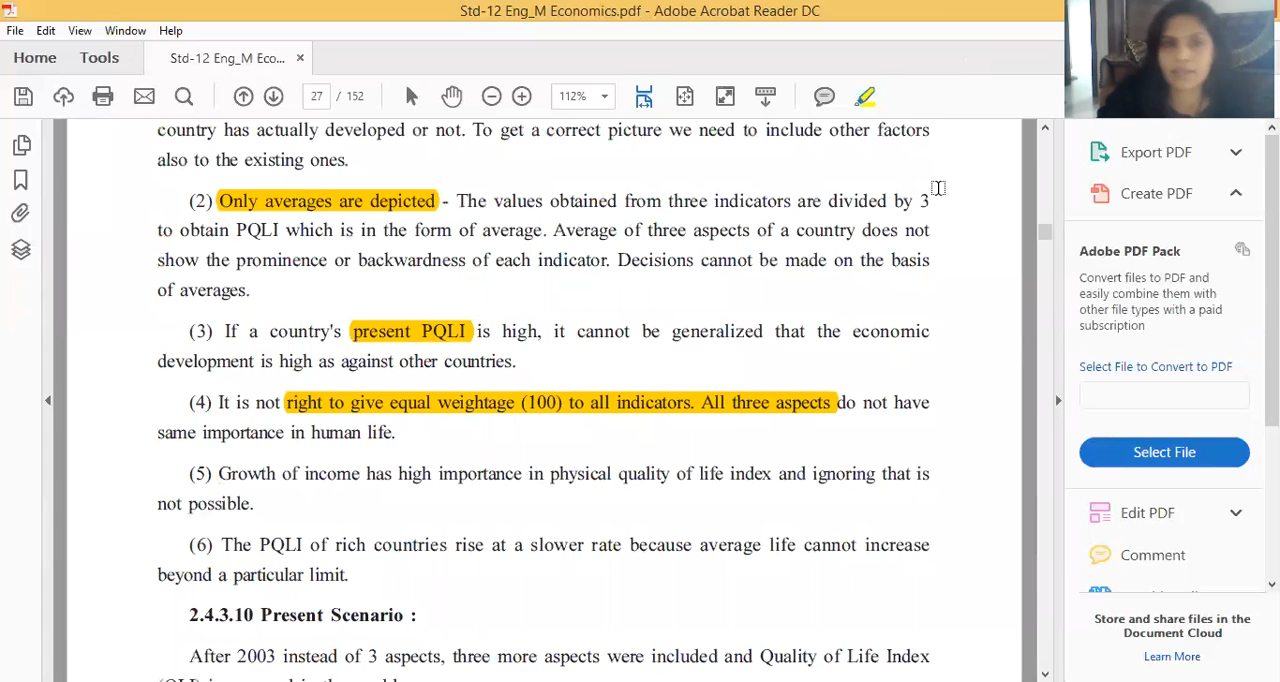 Std-12 Eng_M Economics.pdf - Adobe Acrobat Reader DC
File Edit View Window Help
Home Tools Std-12 Eng_M Eco... ×
27 / 152 112%
country has actually developed or not. To get a correct picture we need to include other factors
also to the existing ones.
(2) Only averages are depicted - The values obtained from three indicators are divided by 3
to obtain PQLI which is in the form of average. Average of three aspects of a country does not
show the prominence or backwardness of each indicator. Decisions cannot be made on the basis
of averages.
(3) If a country's present PQLI is high, it cannot be generalized that the economic
development is high as against other countries.
(4) It is not right to give equal weightage (100) to all indicators. All three aspects do not have
same importance in human life.
(5) Growth of income has high importance in physical quality of life index and ignoring that is
not possible.
(6) The PQLI of rich countries rise at a slower rate because average life cannot increase
beyond a particular limit.
2.4.3.10 Present Scenario :
After 2003 instead of 3 aspects, three more aspects were included and Quality of Life Index
Export PDF
Create PDF
Adobe PDF Pack
Convert files to PDF and
easily combine them with
other file types with a paid
subscription
Select File to Convert to PDF
Select File
Edit PDF
Comment
Store and share files in the
Document Cloud
Learn More